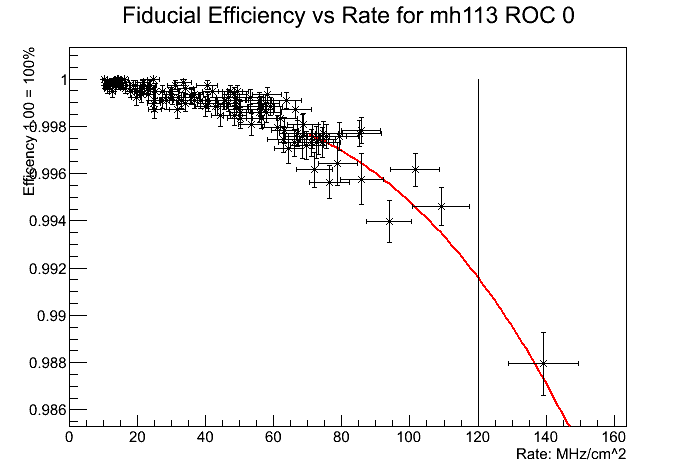 Fiducial Efficiency vs Rate for mh113 ROC 0
Efficency 1.00 = 100%
1
0.998
0.996
0.994
0.992
0.99
0.988
0.986
0 20 40 60 80 100 120 140 160
Rate: MHz/cm^2